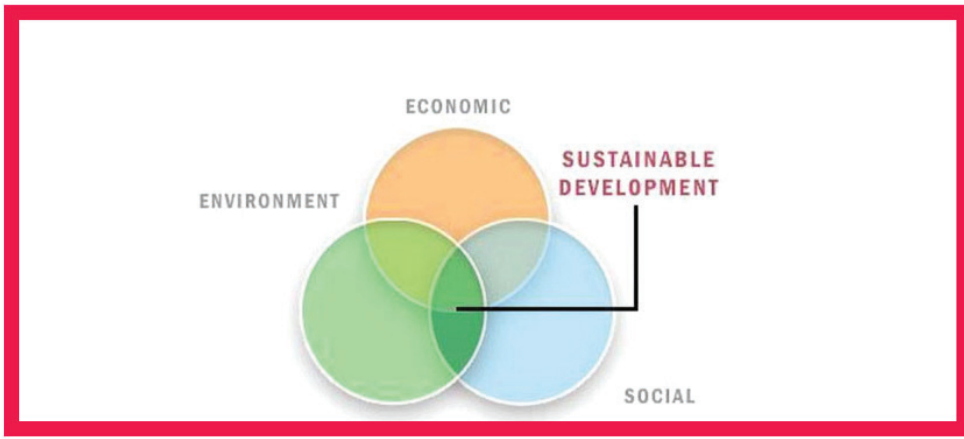 ECONOMIC
SUSTAINABLE
DEVELOPMENT
ENVIRONMENT
SOCIAL